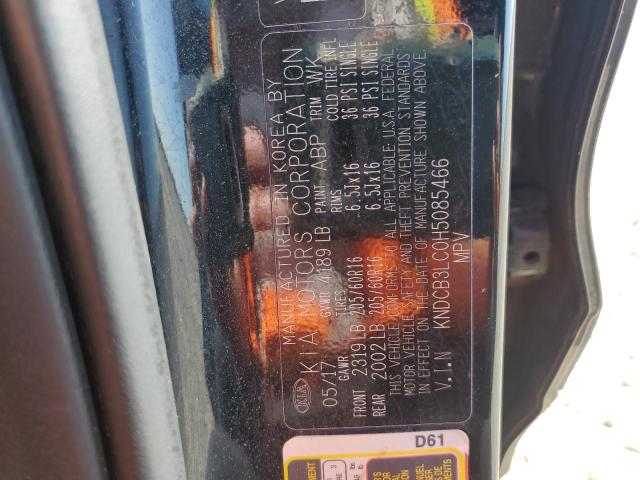 MANUFACTURED IN KOREA BY
KIA KIA MOTORS CORPORATION
05/17 GVWR 4189 LB PAINT ABP TRIM WK
GAWR TIRES RIMS COLD TIRE INFL
FRONT 2319 LB 205/60R16 6.5Jx16 36 PSI SINGLE
REAR 2002 LB 205/60R16 6.5Jx16 36 PSI SINGLE
THIS VEHICLE CONFORMS TO ALL APPLICABLE U.S.A. FEDERAL
MOTOR VEHICLE SAFETY AND THEFT PREVENTION STANDARDS
IN EFFECT ON THE DATE OF MANUFACTURE SHOWN ABOVE.
V.I.N KNDCB3LC0H5085466
MPV
D61